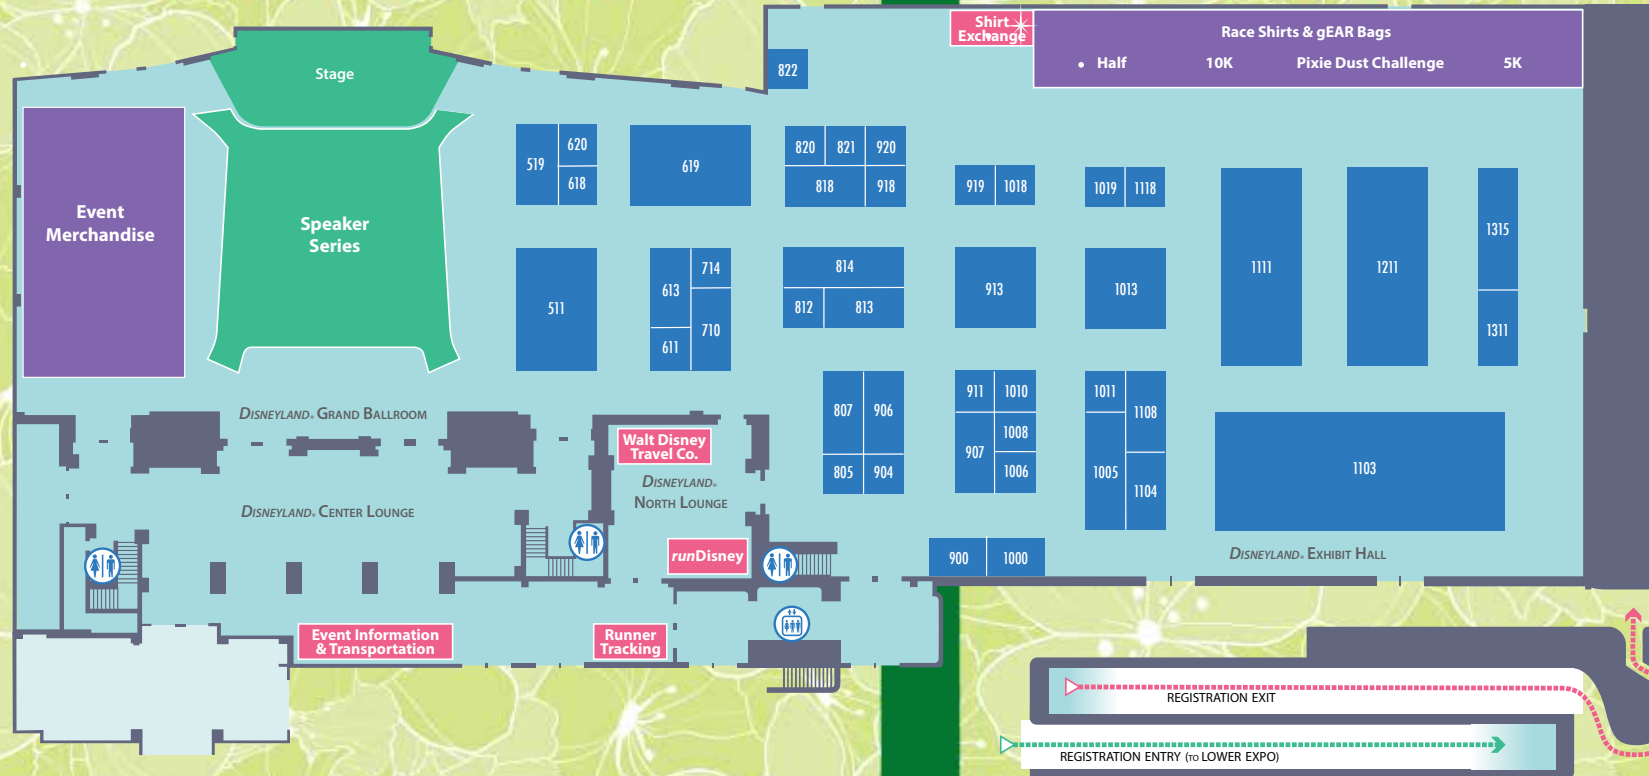 Shirt
Exchange
Race Shirts & gEAR Bags
• Half 10K Pixie Dust Challenge 5K
Stage
822
519 620 618
619
820 821 920
818 918
919 1018
1019 1118
Event
Merchandise
Speaker
Series
1111
1211
1315
1311
511
613 714
611 710
814
812 813
913
1013
807 906
805 904
911 1010
907 1008
1006
1011 1108
1005 1104
1103
DISNEYLAND® GRAND BALLROOM
Walt Disney
Travel Co.
DISNEYLAND®
NORTH LOUNGE
DISNEYLAND® CENTER LOUNGE
runDisney
900 1000
DISNEYLAND® EXHIBIT HALL
Event Information
& Transportation
Runner
Tracking
REGISTRATION EXIT
REGISTRATION ENTRY (TO LOWER EXPO)